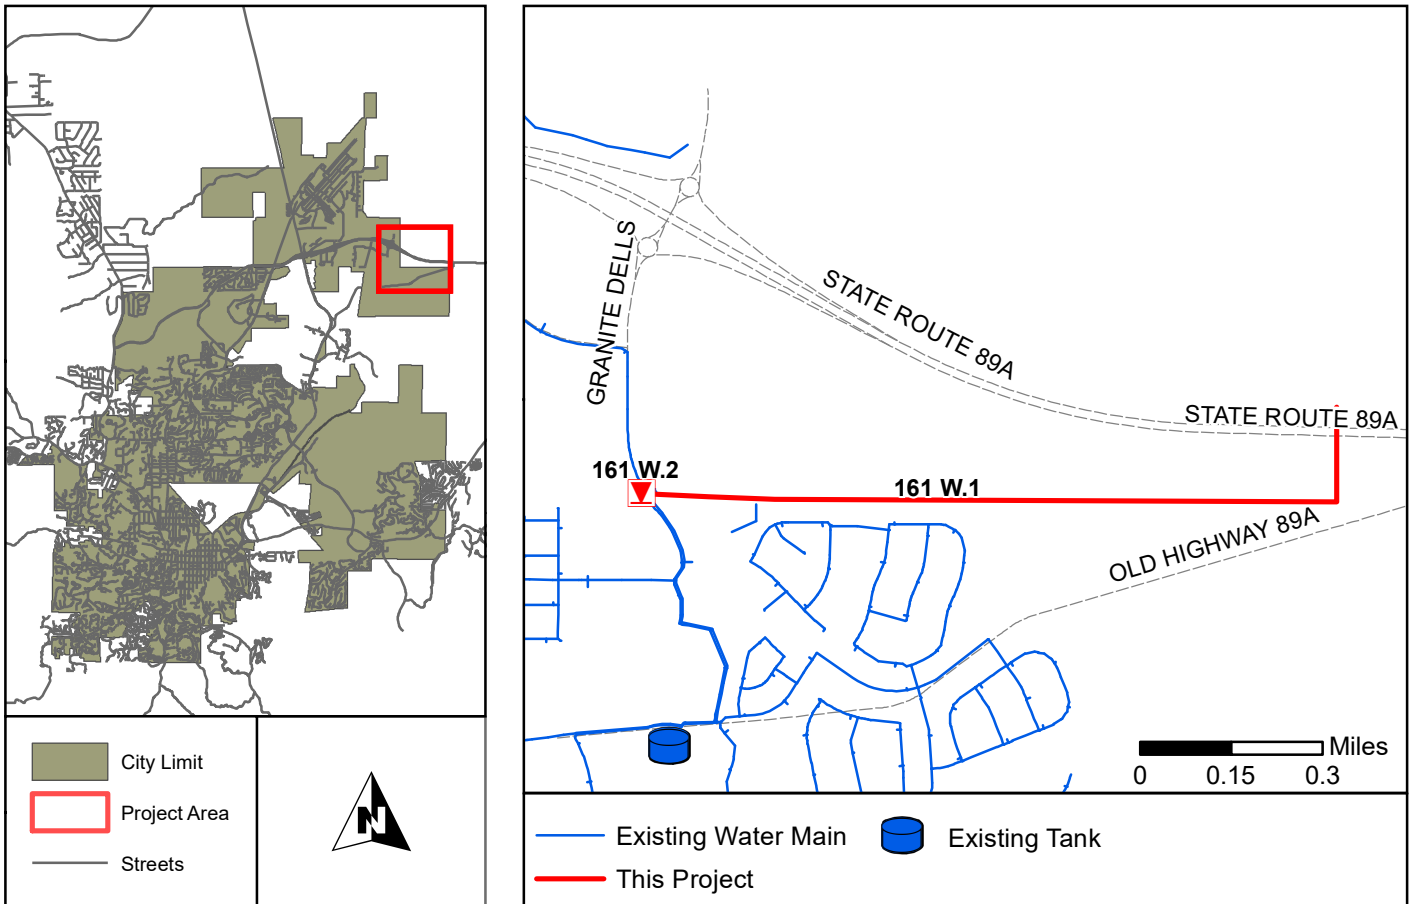 City Limit
Project Area
Streets
N
GRANITE DELLS
STATE ROUTE 89A
STATE ROUTE 89A
161 W.2
161 W.1
OLD HIGHWAY 89A
Miles
0 0.15 0.3
Existing Water Main
Existing Tank
This Project